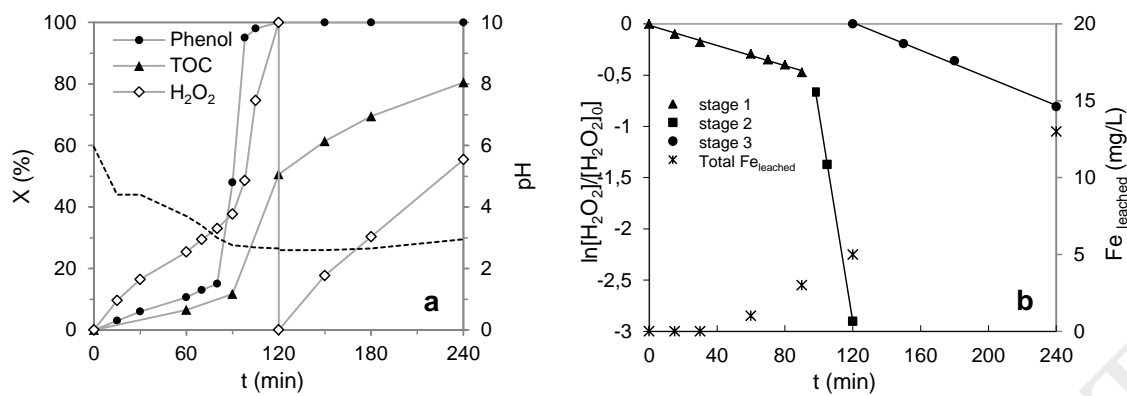 100
80
60
40
20
0
X (%)
Phenol
TOC
H₂O₂
10
8
6
4
2
0
pH
a
0 60 120 180 240
t (min)
0
-0,5
-1
-1,5
-2
-2,5
-3
ln[H₂O₂]/[H₂O₂]₀
stage 1
stage 2
stage 3
Total Fe leached
20
15
10
5
0
Fe leached (mg/L)
b
0 40 80 120 160 200 240
t (min)
T